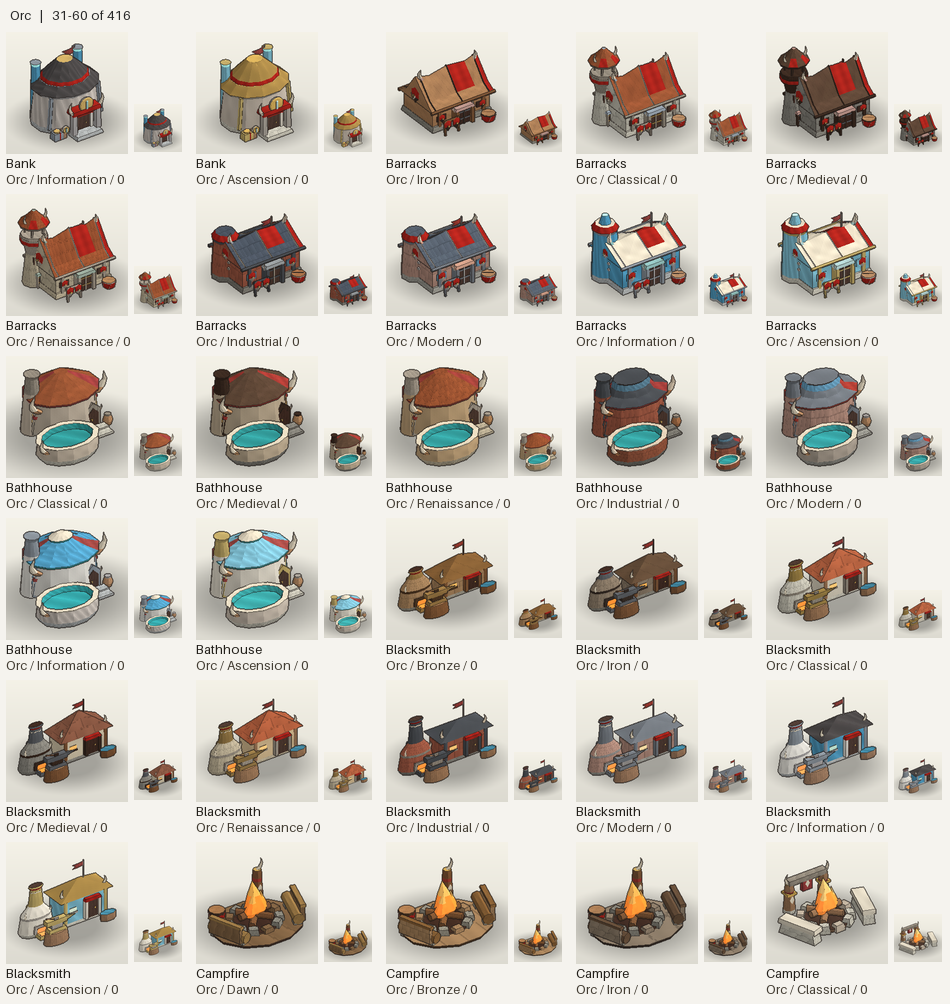 Orc | 31-60 of 416
Bank
Orc / Information / 0
Bank
Orc / Ascension / 0
Barracks
Orc / Iron / 0
Barracks
Orc / Classical / 0
Barracks
Orc / Medieval / 0
Barracks
Orc / Renaissance / 0
Barracks
Orc / Industrial / 0
Barracks
Orc / Modern / 0
Barracks
Orc / Information / 0
Barracks
Orc / Ascension / 0
Bathhouse
Orc / Classical / 0
Bathhouse
Orc / Medieval / 0
Bathhouse
Orc / Renaissance / 0
Bathhouse
Orc / Industrial / 0
Bathhouse
Orc / Modern / 0
Bathhouse
Orc / Information / 0
Bathhouse
Orc / Ascension / 0
Blacksmith
Orc / Bronze / 0
Blacksmith
Orc / Iron / 0
Blacksmith
Orc / Classical / 0
Blacksmith
Orc / Medieval / 0
Blacksmith
Orc / Renaissance / 0
Blacksmith
Orc / Industrial / 0
Blacksmith
Orc / Modern / 0
Blacksmith
Orc / Information / 0
Blacksmith
Orc / Ascension / 0
Campfire
Orc / Dawn / 0
Campfire
Orc / Bronze / 0
Campfire
Orc / Iron / 0
Campfire
Orc / Classical / 0